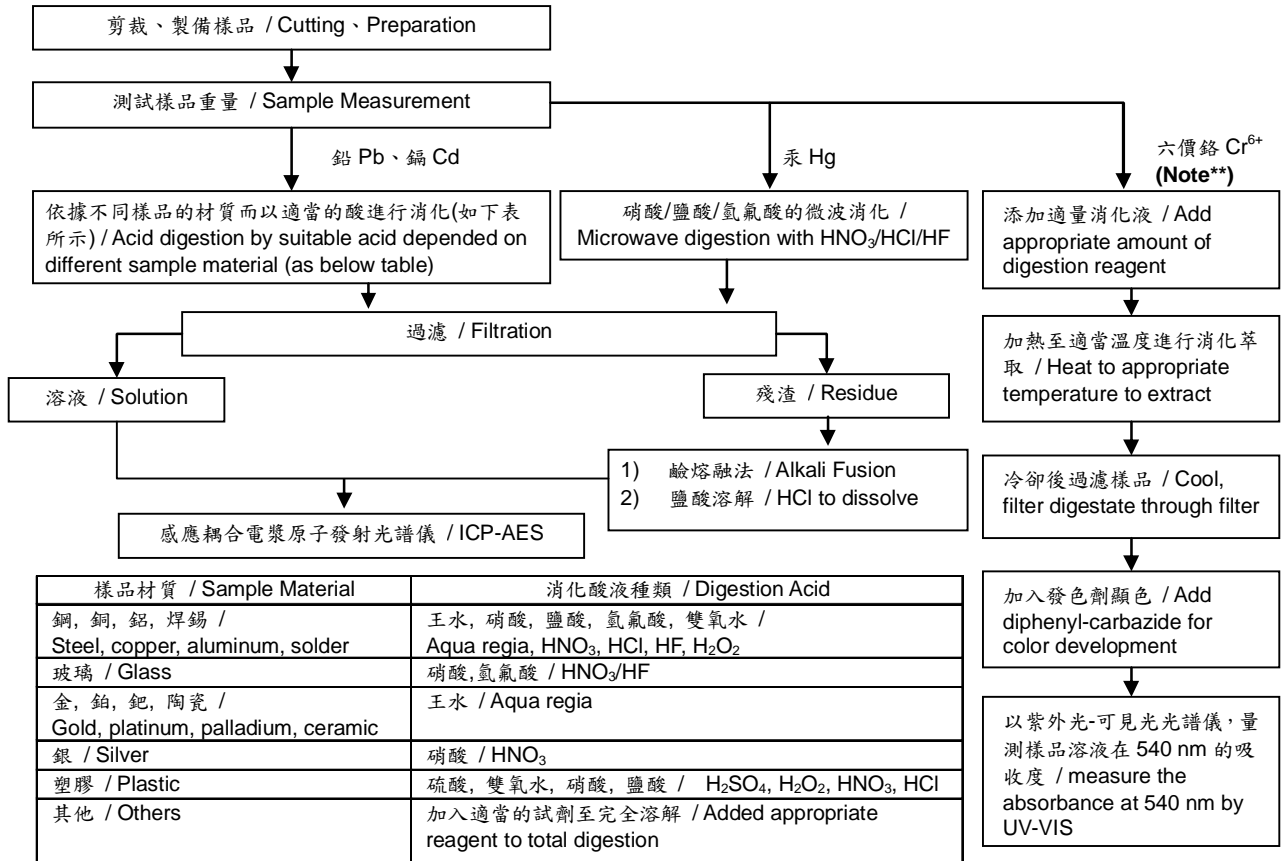 剪裁、製備樣品 / Cutting、Preparation
測試樣品重量 / Sample Measurement
鉛 Pb、鎘 Cd
汞 Hg
六價鉻 Cr⁶⁺
(Note**)
依據不同樣品的材質而以適當的酸進行消化(如下表
所示) / Acid digestion by suitable acid depended on
different sample material (as below table)
硝酸/鹽酸/氫氟酸的微波消化 /
Microwave digestion with HNO₃/HCl/HF
添加適量消化液 / Add
appropriate amount of
digestion reagent
過濾 / Filtration
加熱至適當溫度進行消化萃
取 / Heat to appropriate
temperature to extract
溶液 / Solution
殘渣 / Residue
1) 鹼熔融法 / Alkali Fusion
2) 鹽酸溶解 / HCl to dissolve
冷卻後過濾樣品 / Cool,
filter digestate through filter
感應耦合電漿原子發射光譜儀 / ICP-AES
加入發色劑顯色 / Add
diphenyl-carbazide for
color development
以紫外光-可見光光譜儀，量
測樣品溶液在 540 nm 的吸
收度 / measure the
absorbance at 540 nm by
UV-VIS
樣品材質 / Sample Material 消化酸液種類 / Digestion Acid
鋼, 銅, 鋁, 焊錫 / 王水, 硝酸, 鹽酸, 氫氟酸, 雙氧水 /
Steel, copper, aluminum, solder Aqua regia, HNO₃, HCl, HF, H₂O₂
玻璃 / Glass 硝酸,氫氟酸 / HNO₃/HF
金, 鉑, 鈀, 陶瓷 / 王水 / Aqua regia
Gold, platinum, palladium, ceramic
銀 / Silver 硝酸 / HNO₃
塑膠 / Plastic 硫酸, 雙氧水, 硝酸, 鹽酸 / H₂SO₄, H₂O₂, HNO₃, HCl
其他 / Others 加入適當的試劑至完全溶解 / Added appropriate
reagent to total digestion